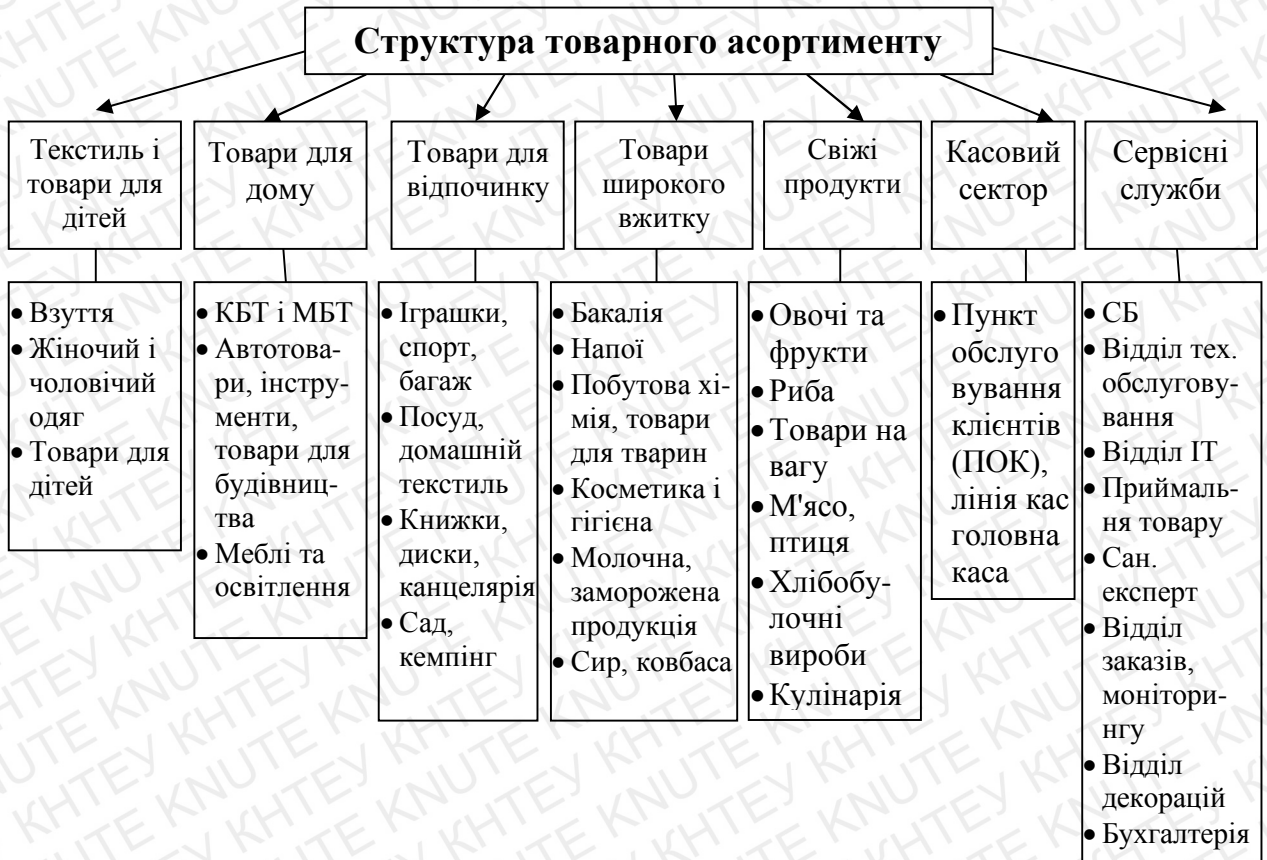 Структура товарного асортименту
Текстиль і
товари для
дітей
Товари для
дому
Товари для
відпочинку
Товари
широкого
вжитку
Свіжі
продукти
Касовий
сектор
Сервісні
служби
• Взуття
• Жіночий і
чоловічий
одяг
• Товари для
дітей
• КБТ і МБТ
• Автотова-
ри, інстру-
менти,
товари для
будівниц-
тва
• Меблі та
освітлення
• Іграшки,
спорт,
багаж
• Посуд,
домашній
текстиль
• Книжки,
диски,
канцелярія
• Сад,
кемпінг
• Бакалія
• Напої
• Побутова хі-
мія, товари
для тварин
• Косметика і
гігієна
• Молочна,
заморожена
продукція
• Сир, ковбаса
• Овочі та
фрукти
• Риба
• Товари на
вагу
• М'ясо,
птиця
• Хлібобу-
лочні
вироби
• Кулінарія
• Пункт
обслуго
вування
клієнтів
(ПОК),
лінія кас
головна
каса
• СБ
• Відділ тех.
обслугову-
вання
• Відділ ІТ
• Приймаль-
ня товару
• Сан.
експерт
• Відділ
заказів,
монітори-
нгу
• Відділ
декорацій
• Бухгалтерія